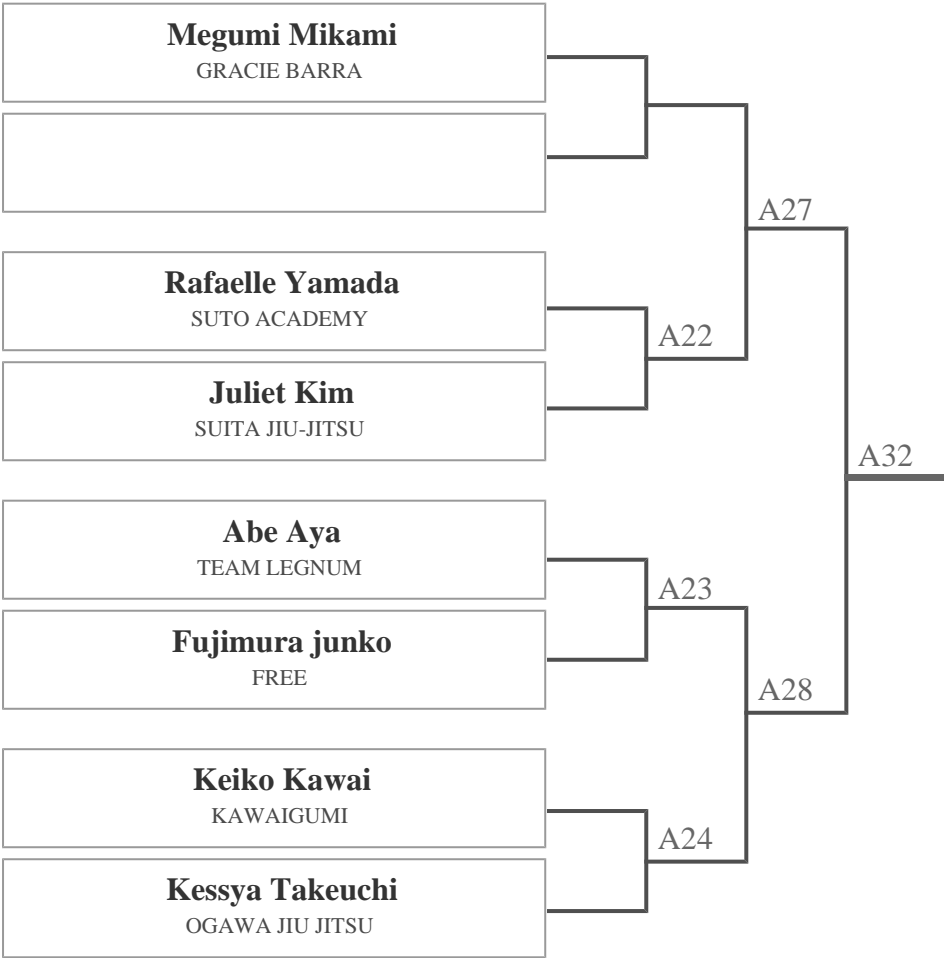 Megumi Mikami
GRACIE BARRA
A27
Rafaelle Yamada
SUTO ACADEMY
A22
Juliet Kim
SUITA JIU-JITSU
A32
Abe Aya
TEAM LEGNUM
A23
Fujimura junko
FREE
A28
Keiko Kawai
KAWAIGUMI
A24
Kessya Takeuchi
OGAWA JIU JITSU